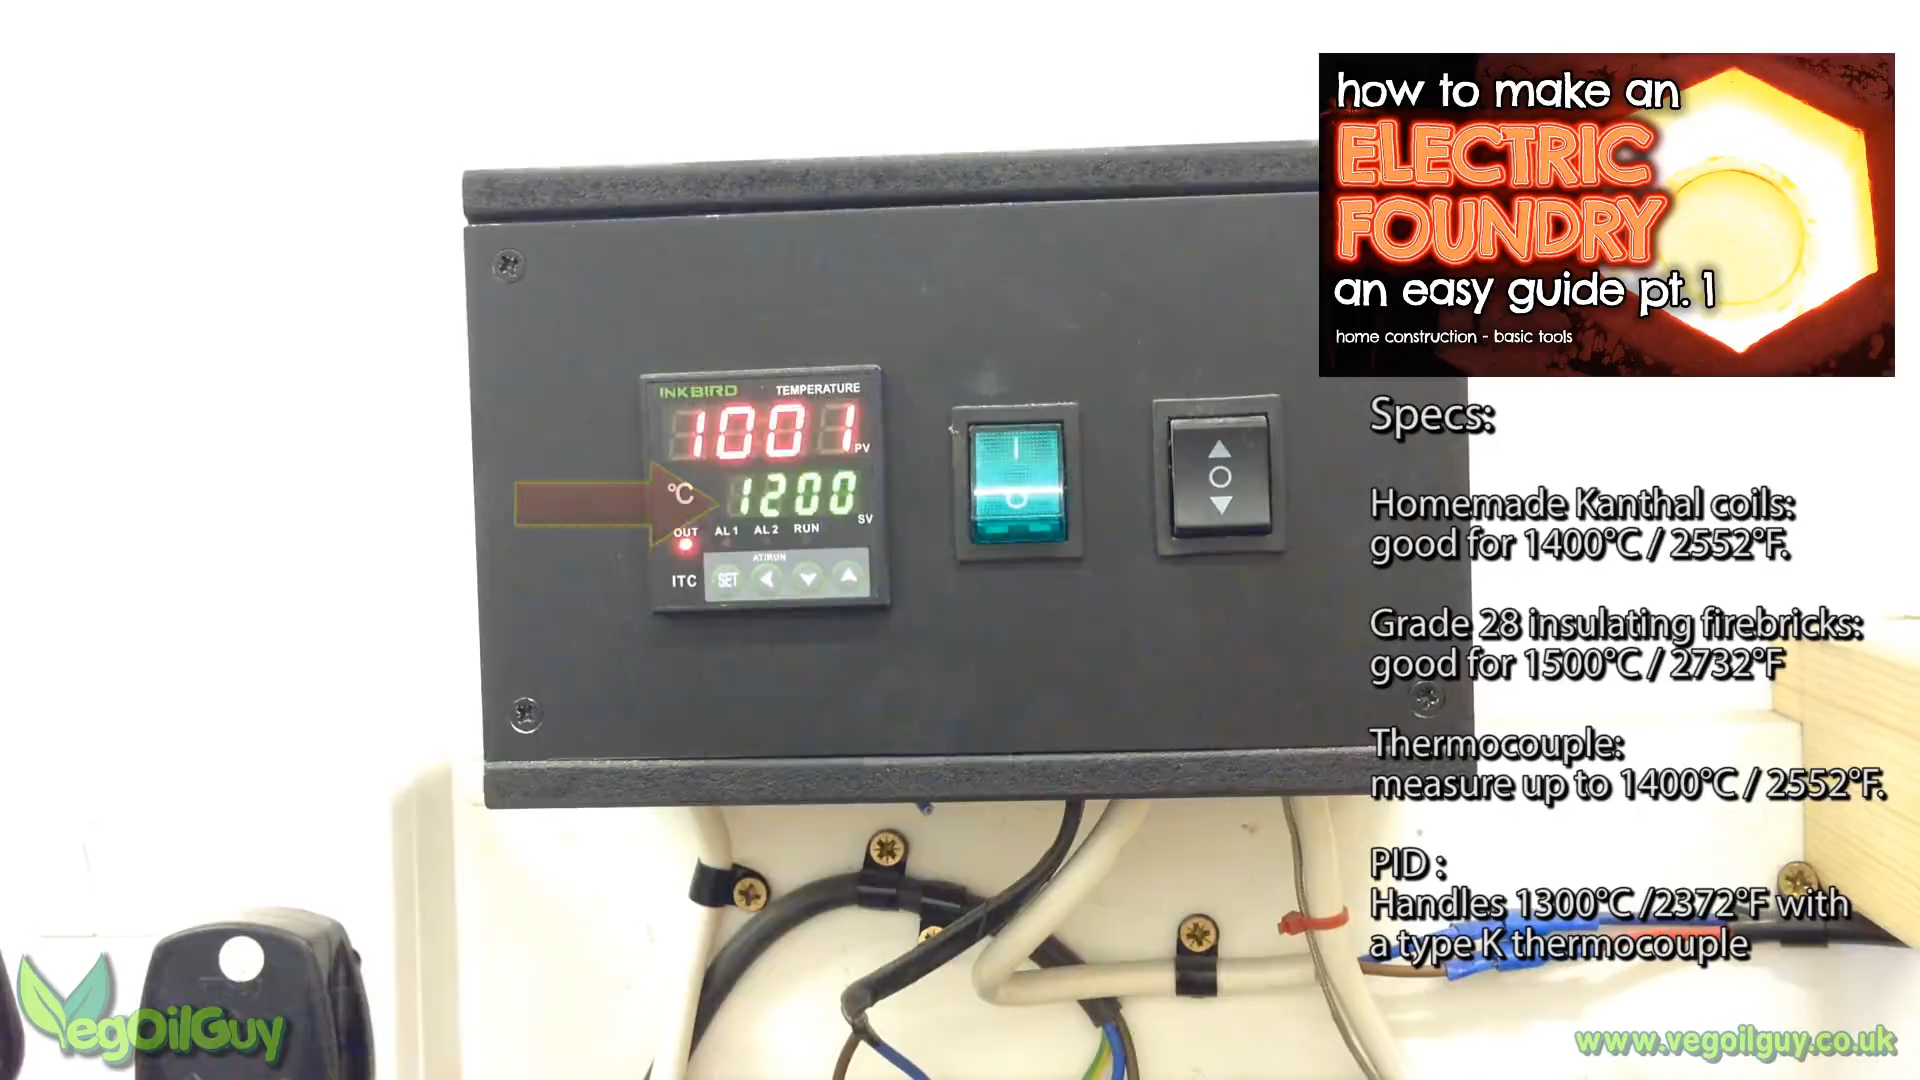 how to make an
ELECTRIC
FOUNDRY
an easy guide pt. 1
home construction - basic tools
INKBIRD TEMPERATURE
1001 PV
°C 1200 SV
OUT AL1 AL2 RUN
AT/RUN
ITC SET
I
O
O
Specs:
Homemade Kanthal coils:
good for 1400°C / 2552°F.
Grade 28 insulating firebricks:
good for 1500°C / 2732°F
Thermocouple:
measure up to 1400°C / 2552°F.
PID :
Handles 1300°C /2372°F with
a type K thermocouple
VegOilGuy
www.vegoilguy.co.uk